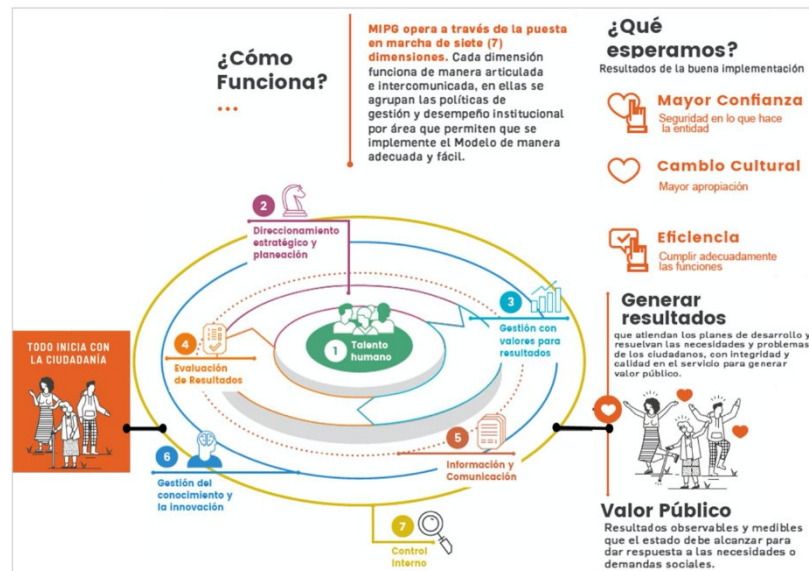 ¿Cómo
Funciona?
...
MIPG opera a través de la puesta
en marcha de siete (7)
dimensiones. Cada dimensión
funciona de manera articulada
e intercomunicada, en ellas se
agrupan las políticas de
gestión y desempeño institucional
por área que permiten que se
implemente el Modelo de manera
adecuada y fácil.
¿Qué
esperamos?
Resultados de la buena implementación
Mayor Confianza
Seguridad en lo que hace
la entidad
Cambio Cultural
Mayor apropiación
Eficiencia
Cumplir adecuadamente
las funciones
Generar
resultados
que atiendan los planes de desarrollo y
resuelvan las necesidades y problemas
de los ciudadanos, con integridad y
calidad en el servicio para generar
valor público.
Valor Público
Resultados observables y medibles
que el estado debe alcanzar para
dar respuesta a las necesidades o
demandas sociales.
TODO INICIA CON
LA CIUDADANÍA
1
Talento
humano
2
Direccionamiento
estratégico y
planeación
3
Gestión con
valores para
resultados
4
Evaluación
de Resultados
5
Información y
Comunicación
6
Gestión del
conocimiento y
la innovación
7
Control
Interno